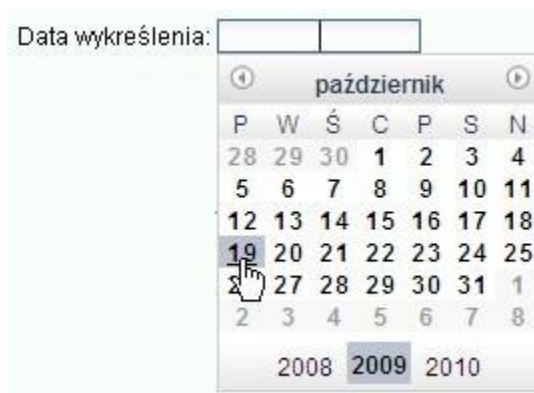 Data wykreślenia:
październik
P W Ś C P S N
28 29 30 1 2 3 4
5 6 7 8 9 10 11
12 13 14 15 16 17 18
19 20 21 22 23 24 25
27 28 29 30 31 1
2 3 4 5 6 7 8
2008 2009 2010